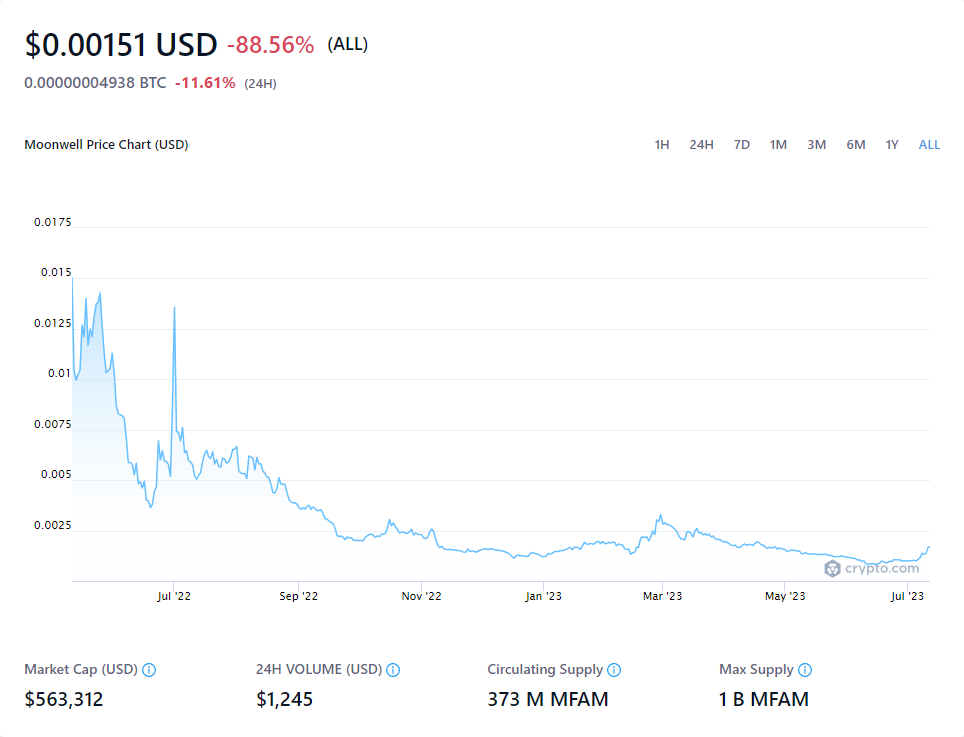 $0.00151 USD -88.56% (ALL)
0.00000004938 BTC -11.61% (24H)
Moonwell Price Chart (USD) 1H 24H 7D 1M 3M 6M 1Y ALL
0.0175
0.015
0.0125
0.01
0.0075
0.005
0.0025
crypto.com
Jul '22 Sep '22 Nov '22 Jan '23 Mar '23 May '23 Jul '23
Market Cap (USD) 24H VOLUME (USD) Circulating Supply Max Supply
$563,312 $1,245 373 M MFAM 1 B MFAM